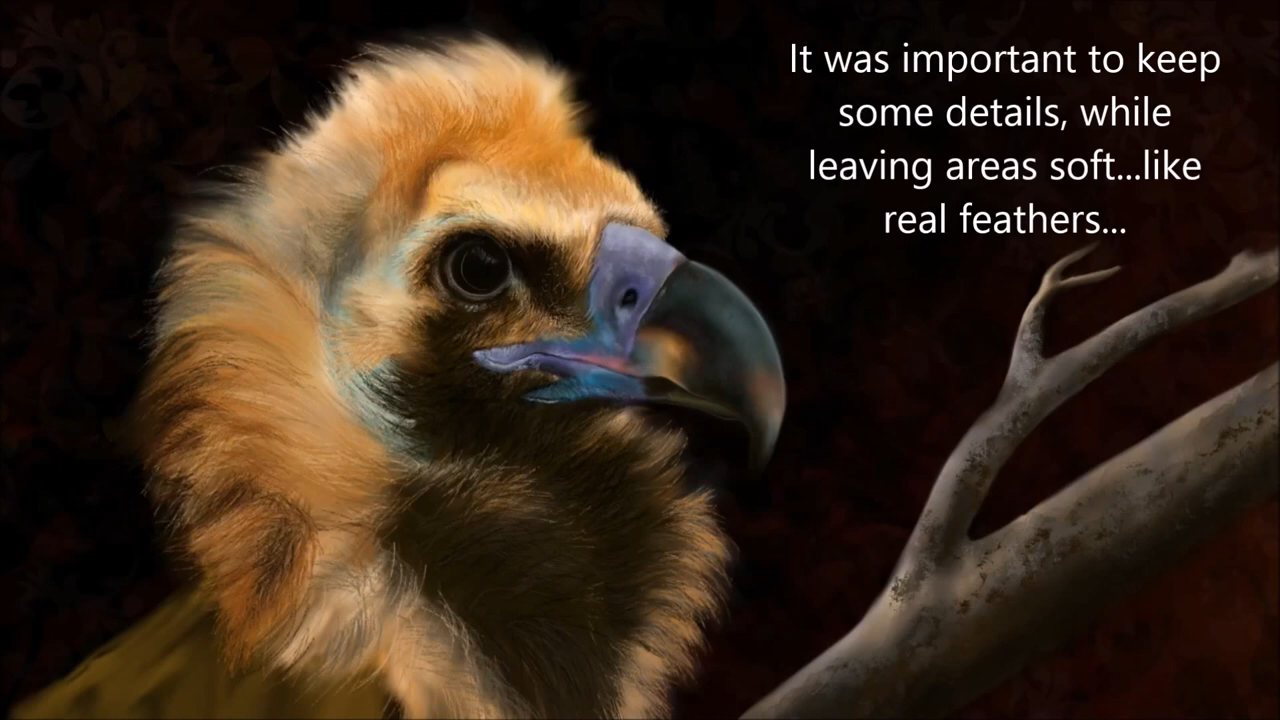 It was important to keep
some details, while
leaving areas soft...like
real feathers...